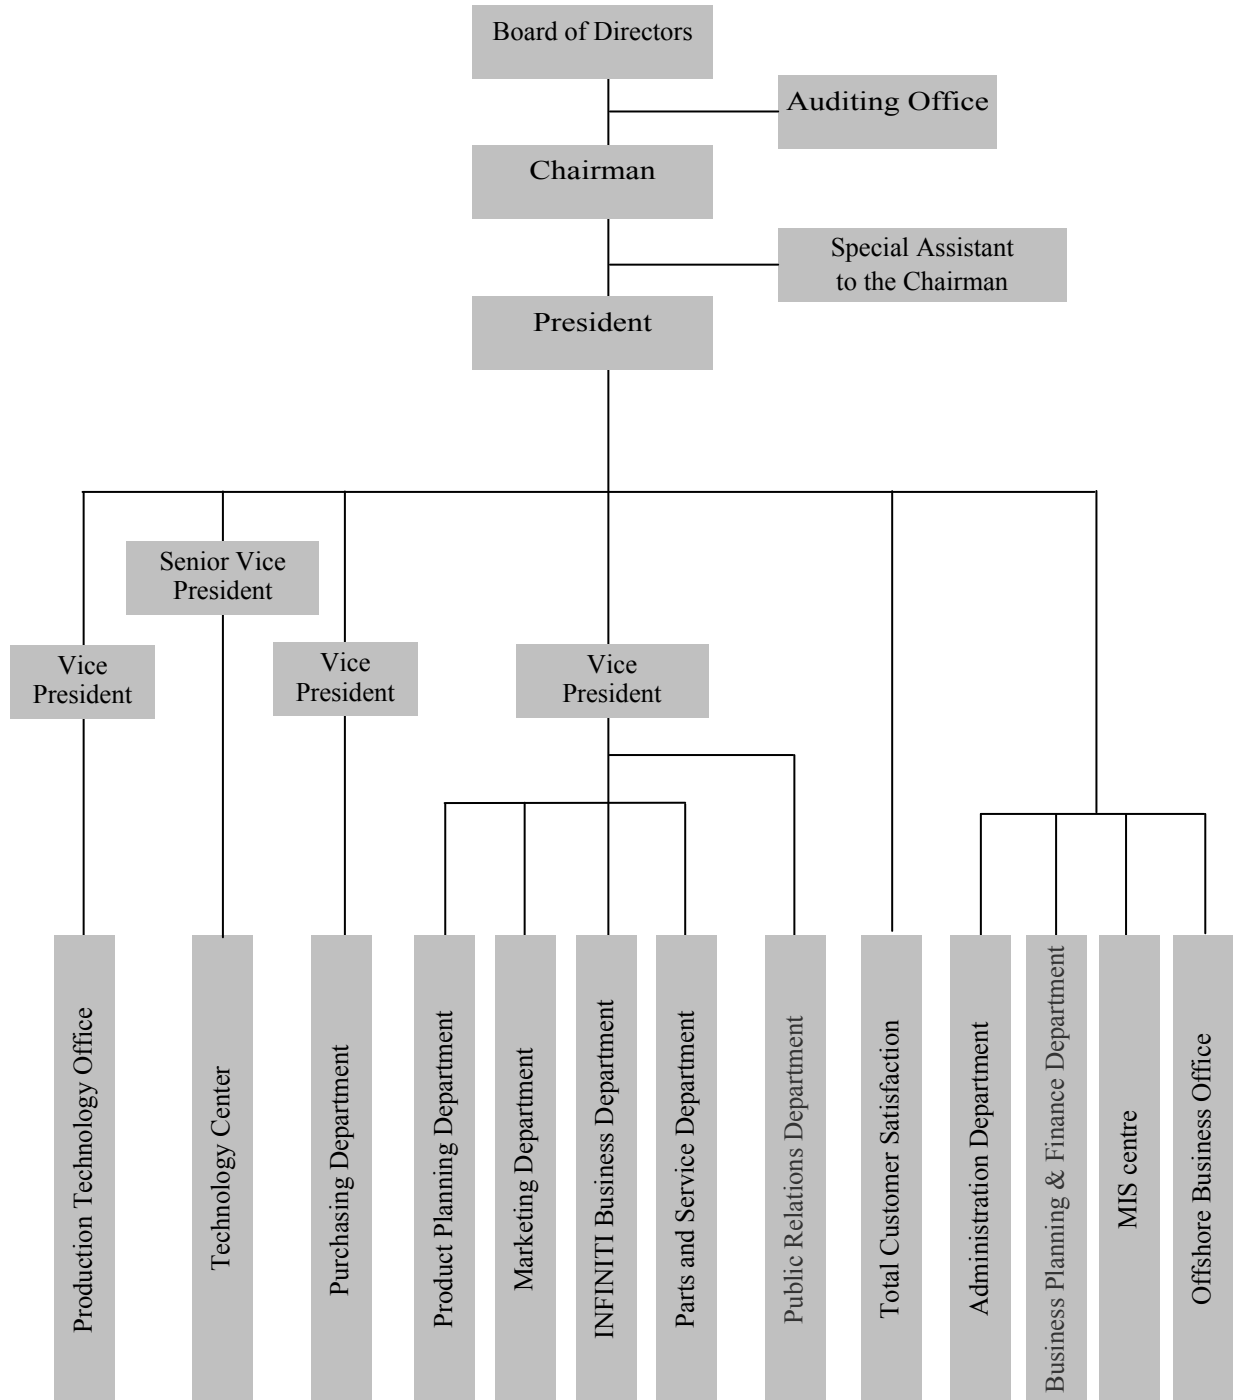 Board of Directors
Auditing Office
Chairman
Special Assistant
to the Chairman
President
Senior Vice
President
Vice
President
Vice
President
Vice
President
Production Technology Office
Technology Center
Purchasing Department
Product Planning Department
Marketing Department
INFINITI Business Department
Parts and Service Department
Public Relations Department
Total Customer Satisfaction
Administration Department
Business Planning & Finance Department
MIS centre
Offshore Business Office